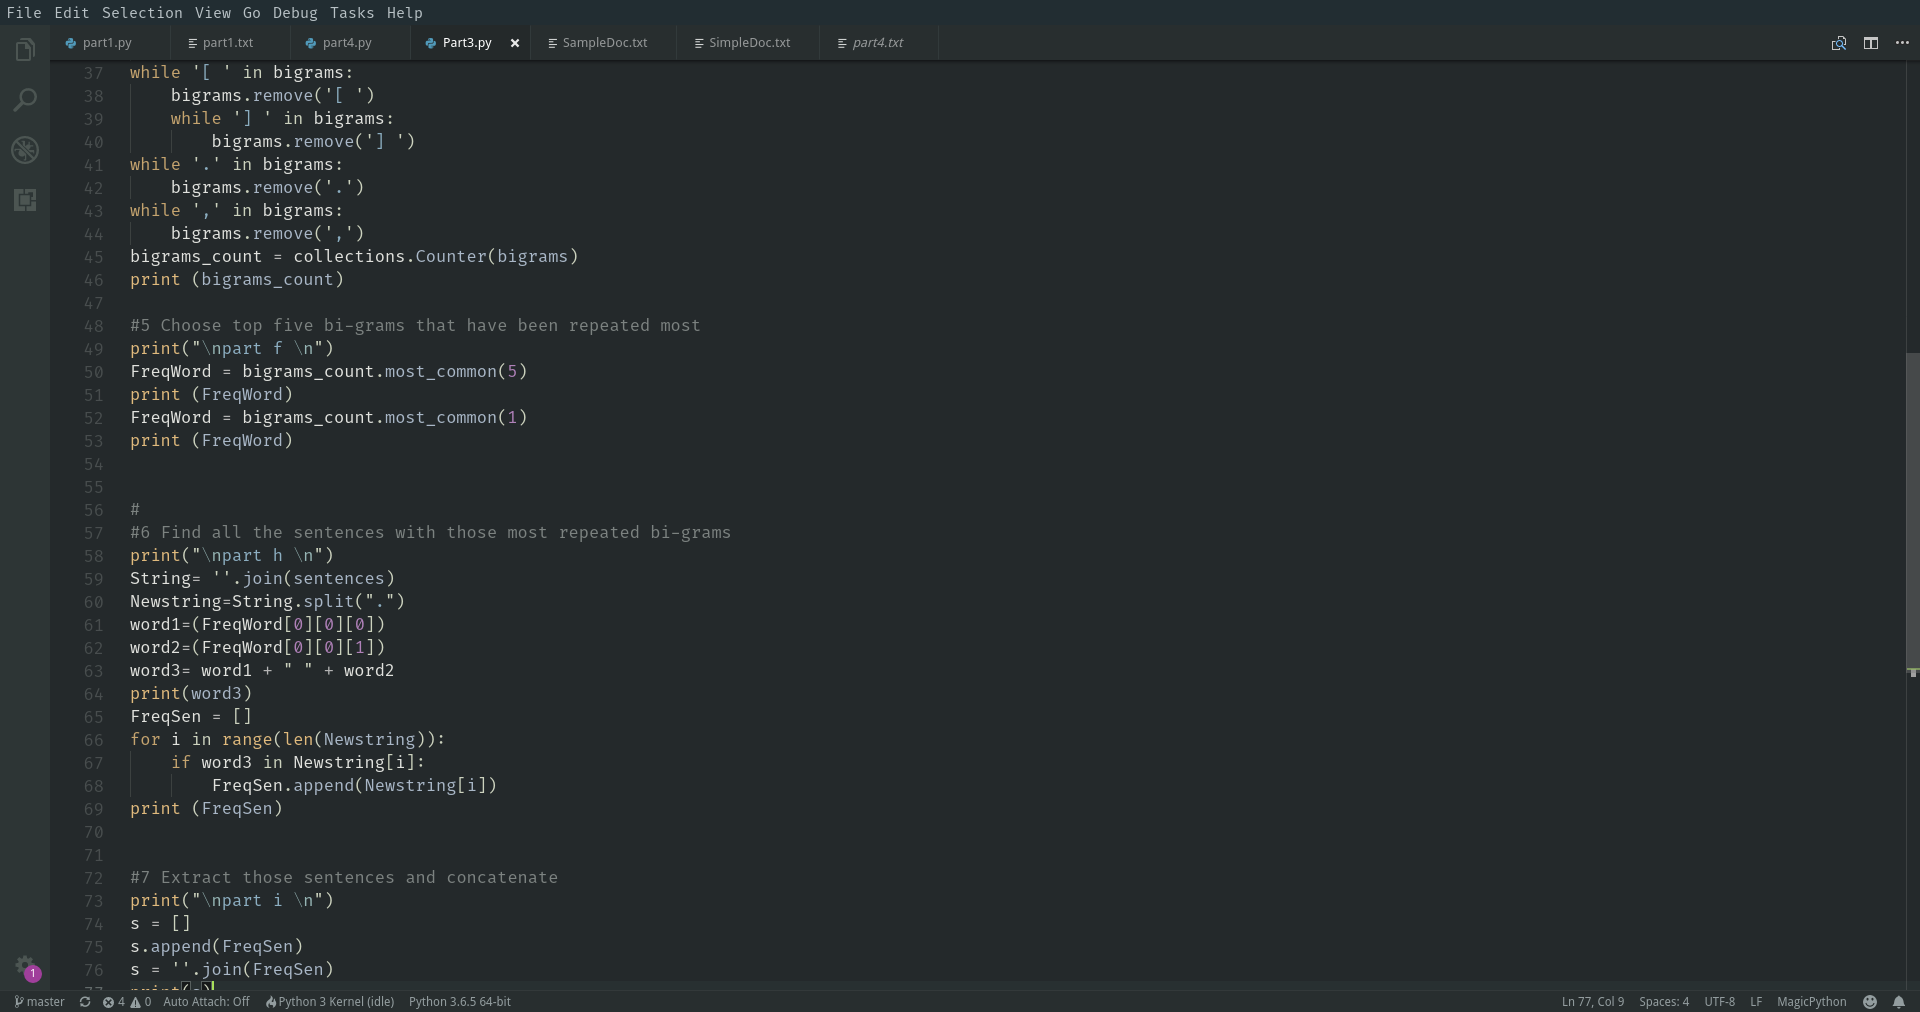 File Edit Selection View Go Debug Tasks Help
part1.py part1.txt part4.py Part3.py × SampleDoc.txt SimpleDoc.txt part4.txt
37 while '[ ' in bigrams:
38     bigrams.remove('[ ')
39     while '] ' in bigrams:
40         bigrams.remove('] ')
41 while '.' in bigrams:
42     bigrams.remove('.')
43 while ',' in bigrams:
44     bigrams.remove(',')
45 bigrams_count = collections.Counter(bigrams)
46 print (bigrams_count)
47
48 #5 Choose top five bi-grams that have been repeated most
49 print("\npart f \n")
50 FreqWord = bigrams_count.most_common(5)
51 print (FreqWord)
52 FreqWord = bigrams_count.most_common(1)
53 print (FreqWord)
54
55
56 #
57 #6 Find all the sentences with those most repeated bi-grams
58 print("\npart h \n")
59 String= ''.join(sentences)
60 Newstring=String.split(".")
61 word1=(FreqWord[0][0][0])
62 word2=(FreqWord[0][0][1])
63 word3= word1 + " " + word2
64 print(word3)
65 FreqSen = []
66 for i in range(len(Newstring)):
67     if word3 in Newstring[i]:
68         FreqSen.append(Newstring[i])
69 print (FreqSen)
70
71
72 #7 Extract those sentences and concatenate
73 print("\npart i \n")
74 s = []
75 s.append(FreqSen)
76 s = ''.join(FreqSen)
77 print(s)
1
master 4 0 Auto Attach: Off Python 3 Kernel (idle) Python 3.6.5 64-bit Ln 77, Col 9 Spaces: 4 UTF-8 LF MagicPython